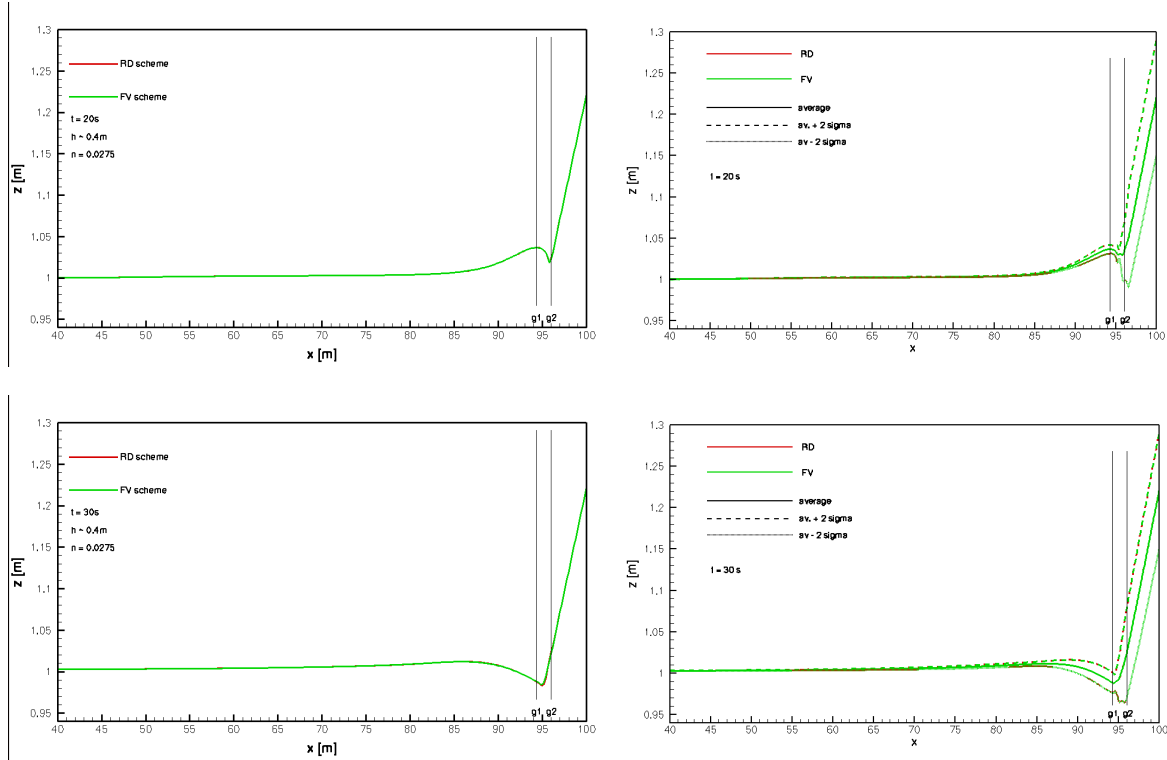 1.3
1.25
1.2
1.15
1.1
1.05
1
0.95
z [m]
RD scheme
FV scheme
t = 20s
h ~ 0.4m
n = 0.0275
g1 g2
40 45 50 55 60 65 70 75 80 85 90 95 100
x [m]
1.3
1.25
1.2
1.15
1.1
1.05
1
0.95
z [m]
RD
FV
average
av. + 2 sigma
av - 2 sigma
t = 20 s
g1 g2
40 45 50 55 60 65 70 75 80 85 90 95 100
x
1.3
1.25
1.2
1.15
1.1
1.05
1
0.95
z [m]
RD scheme
FV scheme
t = 30s
h ~ 0.4m
n = 0.0275
g1 g2
40 45 50 55 60 65 70 75 80 85 90 95 100
x [m]
1.3
1.25
1.2
1.15
1.1
1.05
1
0.95
z [m]
RD
FV
average
av. + 2 sigma
av - 2 sigma
t = 30 s
g1 g2
40 45 50 55 60 65 70 75 80 85 90 95 100
x